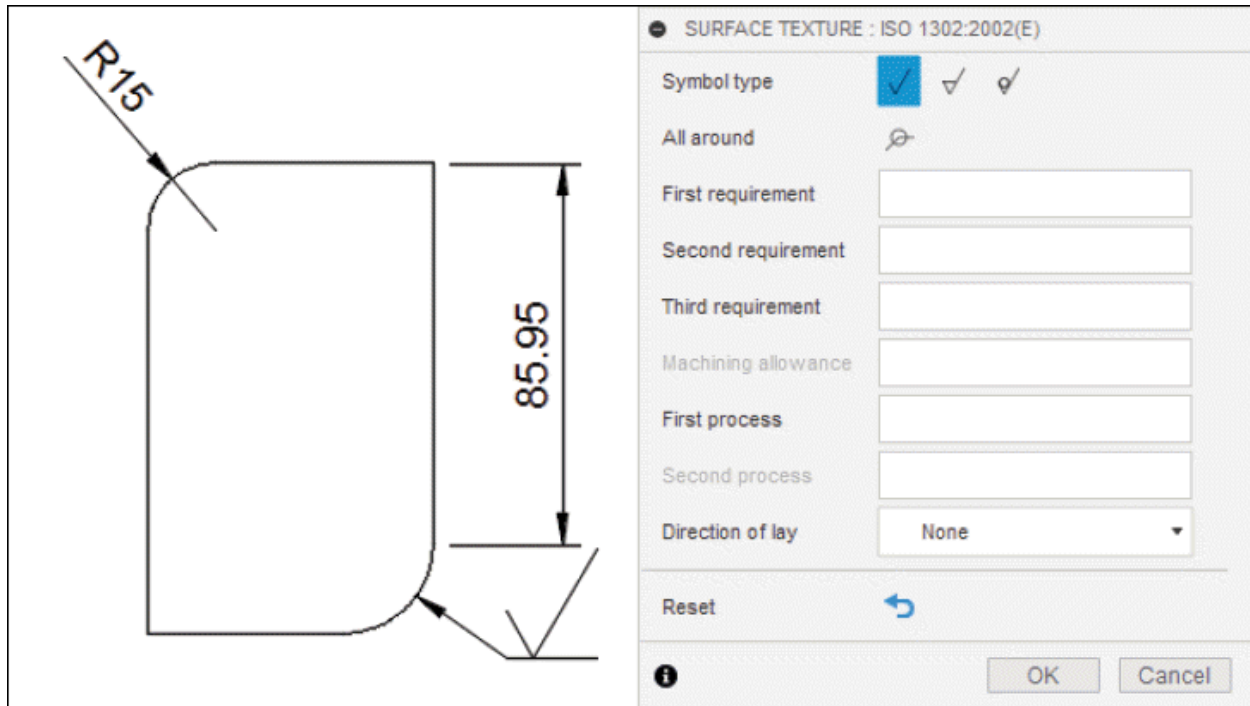 R15
85.95
SURFACE TEXTURE : ISO 1302:2002(E)
Symbol type
All around
First requirement
Second requirement
Third requirement
Machining allowance
First process
Second process
Direction of lay None
Reset
OK Cancel